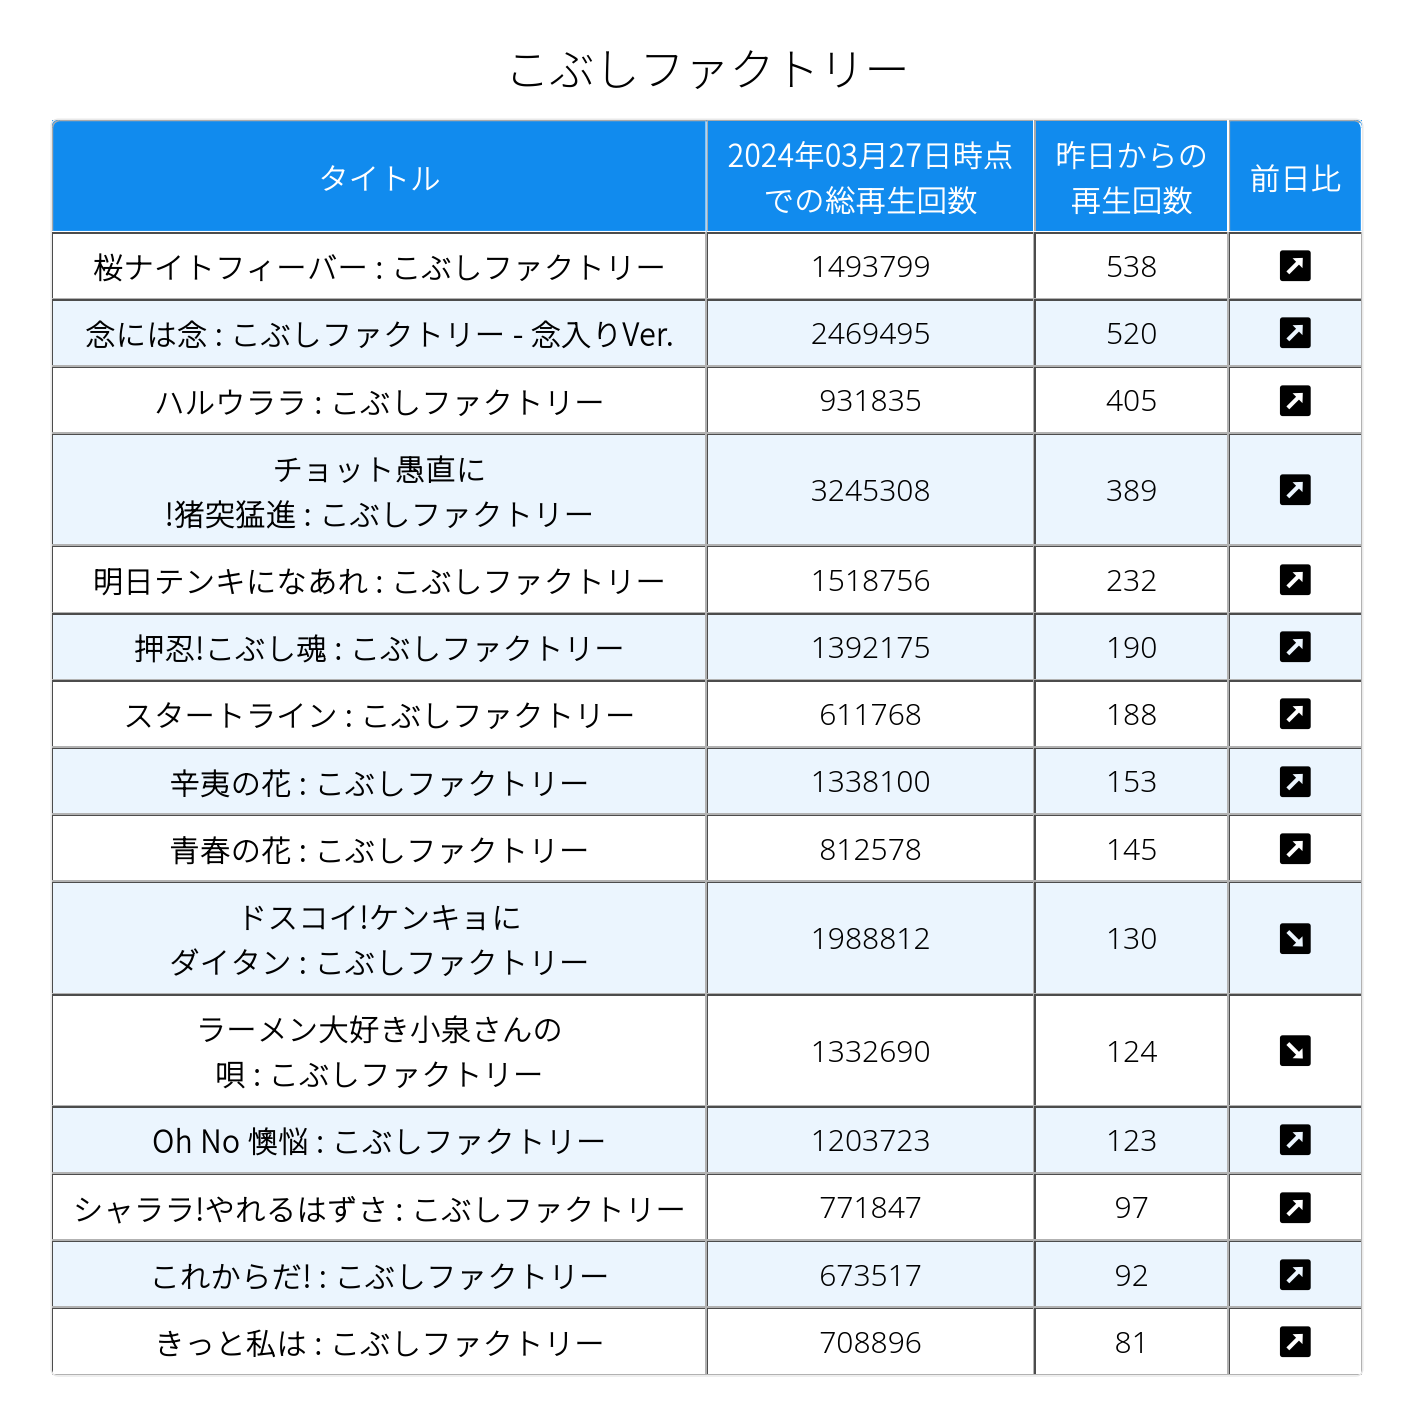 こぶしファクトリー
タイトル
2024年03月27日時点
での総再生回数
昨日からの
再生回数
前日比
桜ナイトフィーバー : こぶしファクトリー 1493799 538
念には念 : こぶしファクトリー - 念入りVer. 2469495 520
ハルウララ : こぶしファクトリー 931835 405
チョット愚直に
!猪突猛進 : こぶしファクトリー 3245308 389
明日テンキになあれ : こぶしファクトリー 1518756 232
押忍!こぶし魂 : こぶしファクトリー 1392175 190
スタートライン : こぶしファクトリー 611768 188
辛夷の花 : こぶしファクトリー 1338100 153
青春の花 : こぶしファクトリー 812578 145
ドスコイ!ケンキョに
ダイタン : こぶしファクトリー 1988812 130
ラーメン大好き小泉さんの
唄 : こぶしファクトリー 1332690 124
Oh No 懊悩 : こぶしファクトリー 1203723 123
シャララ!やれるはずさ : こぶしファクトリー 771847 97
これからだ! : こぶしファクトリー 673517 92
きっと私は : こぶしファクトリー 708896 81